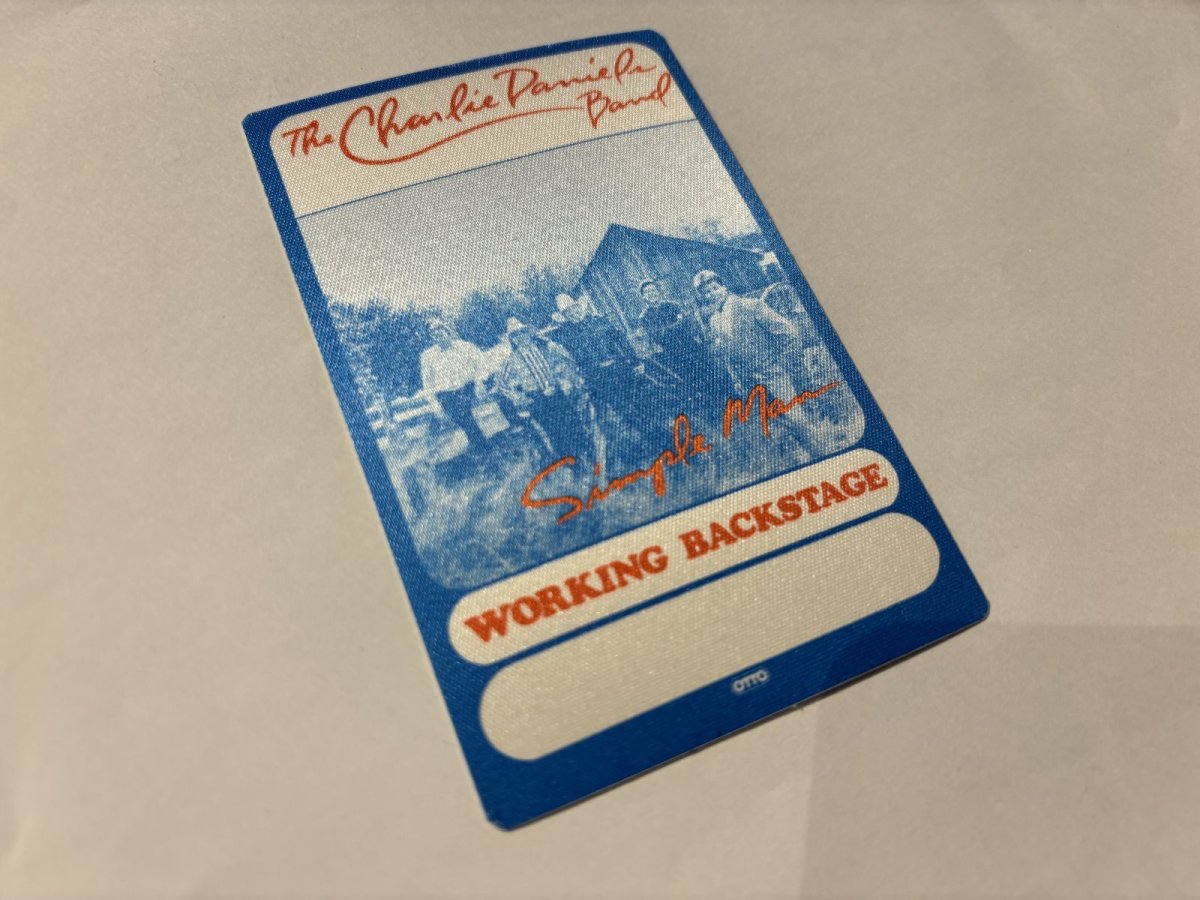 The Charlie Daniels
Band
Simple Man
WORKING BACKSTAGE
OTTO